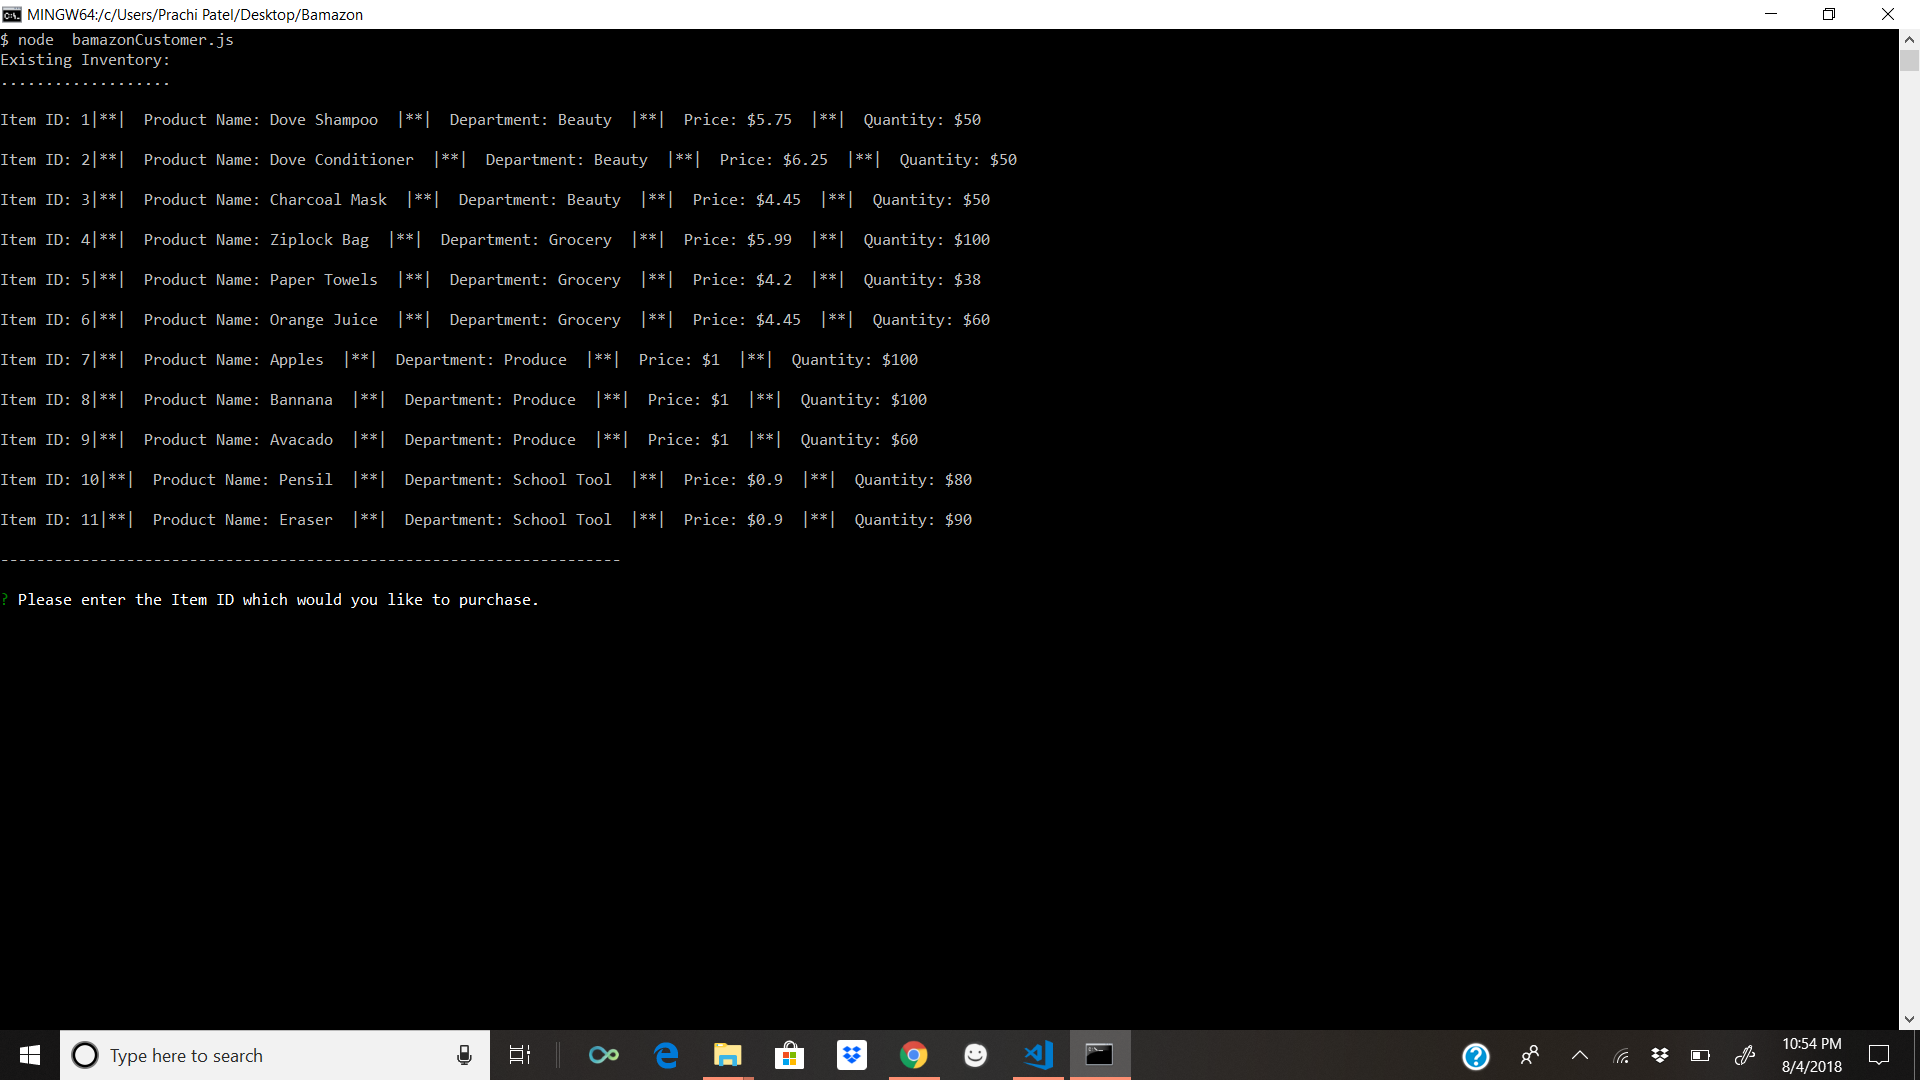 MINGW64:/c/Users/Prachi Patel/Desktop/Bamazon
$ node  bamazonCustomer.js
Existing Inventory:
...................
Item ID: 1|**|  Product Name: Dove Shampoo  |**|  Department: Beauty  |**|  Price: $5.75  |**|  Quantity: $50
Item ID: 2|**|  Product Name: Dove Conditioner  |**|  Department: Beauty  |**|  Price: $6.25  |**|  Quantity: $50
Item ID: 3|**|  Product Name: Charcoal Mask  |**|  Department: Beauty  |**|  Price: $4.45  |**|  Quantity: $50
Item ID: 4|**|  Product Name: Ziplock Bag  |**|  Department: Grocery  |**|  Price: $5.99  |**|  Quantity: $100
Item ID: 5|**|  Product Name: Paper Towels  |**|  Department: Grocery  |**|  Price: $4.2  |**|  Quantity: $38
Item ID: 6|**|  Product Name: Orange Juice  |**|  Department: Grocery  |**|  Price: $4.45  |**|  Quantity: $60
Item ID: 7|**|  Product Name: Apples  |**|  Department: Produce  |**|  Price: $1  |**|  Quantity: $100
Item ID: 8|**|  Product Name: Bannana  |**|  Department: Produce  |**|  Price: $1  |**|  Quantity: $100
Item ID: 9|**|  Product Name: Avacado  |**|  Department: Produce  |**|  Price: $1  |**|  Quantity: $60
Item ID: 10|**|  Product Name: Pensil  |**|  Department: School Tool  |**|  Price: $0.9  |**|  Quantity: $80
Item ID: 11|**|  Product Name: Eraser  |**|  Department: School Tool  |**|  Price: $0.9  |**|  Quantity: $90
---------------------------------------------------------------------
? Please enter the Item ID which would you like to purchase.
Type here to search
10:54 PM
8/4/2018